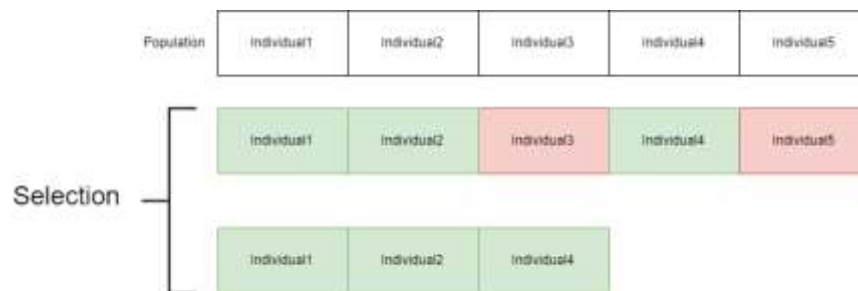 Population Individual1 Individual2 Individual3 Individual4 Individual5
Individual1 Individual2 Individual3 Individual4 Individual5
Selection
Individual1 Individual2 Individual4